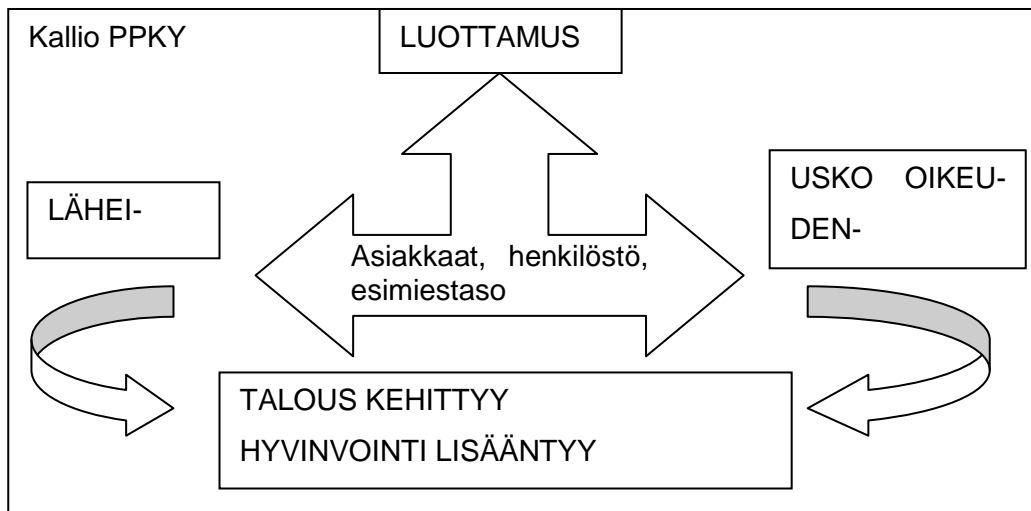 Kallio PPKY
LUOTTAMUS
LÄHEI-
USKO OIKEU-
DEN-
Asiakkaat, henkilöstö,
esimiestaso
TALOUS KEHITTYY
HYVINVOINTI LISÄÄNTYY